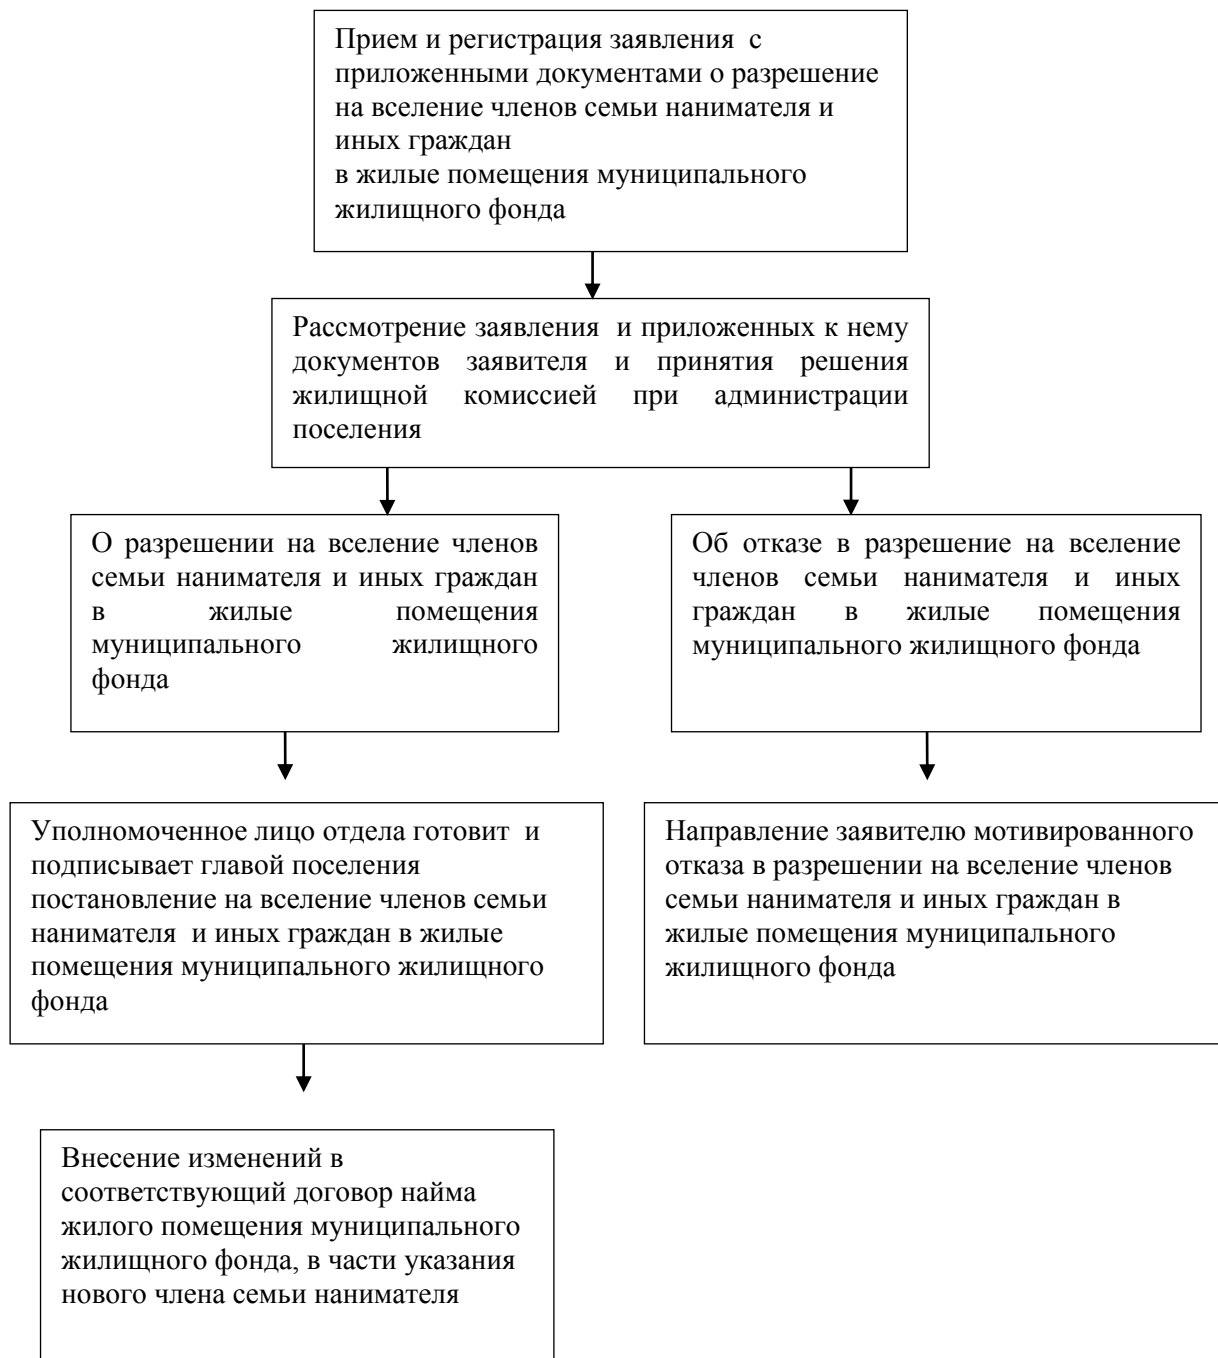 Прием и регистрация заявления с
приложенными документами о разрешение
на вселение членов семьи нанимателя и
иных граждан
в жилые помещения муниципального
жилищного фонда
Рассмотрение заявления и приложенных к нему
документов заявителя и принятия решения
жилищной комиссией при администрации
поселения
О разрешении на вселение членов
семьи нанимателя и иных граждан
в жилые помещения
муниципального жилищного
фонда
Об отказе в разрешение на вселение
членов семьи нанимателя и иных
граждан в жилые помещения
муниципального жилищного фонда
Уполномоченное лицо отдела готовит и
подписывает главой поселения
постановление на вселение членов семьи
нанимателя и иных граждан в жилые
помещения муниципального жилищного
фонда
Направление заявителю мотивированного
отказа в разрешении на вселение членов
семьи нанимателя и иных граждан в
жилые помещения муниципального
жилищного фонда
Внесение изменений в
соответствующий договор найма
жилого помещения муниципального
жилищного фонда, в части указания
нового члена семьи нанимателя